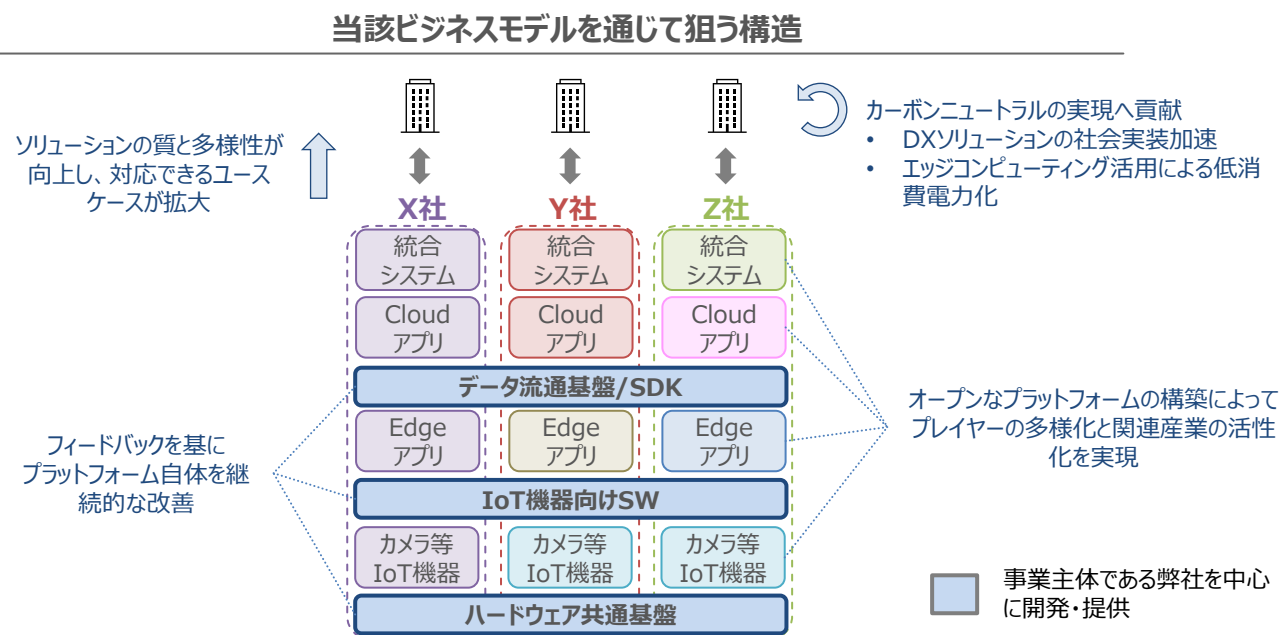 当該ビジネスモデルを通じて狙う構造
ソリューションの質と多様性が
向上し、対応できるユース
ケースが拡大
カーボンニュートラルの実現へ貢献
• DXソリューションの社会実装加速
• エッジコンピューティング活用による低消
費電力化
X社
Y社
Z社
統合
システム
統合
システム
統合
システム
Cloud
アプリ
Cloud
アプリ
Cloud
アプリ
データ流通基盤/SDK
Edge
アプリ
Edge
アプリ
Edge
アプリ
IoT機器向けSW
カメラ等
IoT機器
カメラ等
IoT機器
カメラ等
IoT機器
ハードウェア共通基盤
フィードバックを基に
プラットフォーム自体を継
続的な改善
オープンなプラットフォームの構築によって
プレイヤーの多様化と関連産業の活性
化を実現
事業主体である弊社を中心
に開発・提供